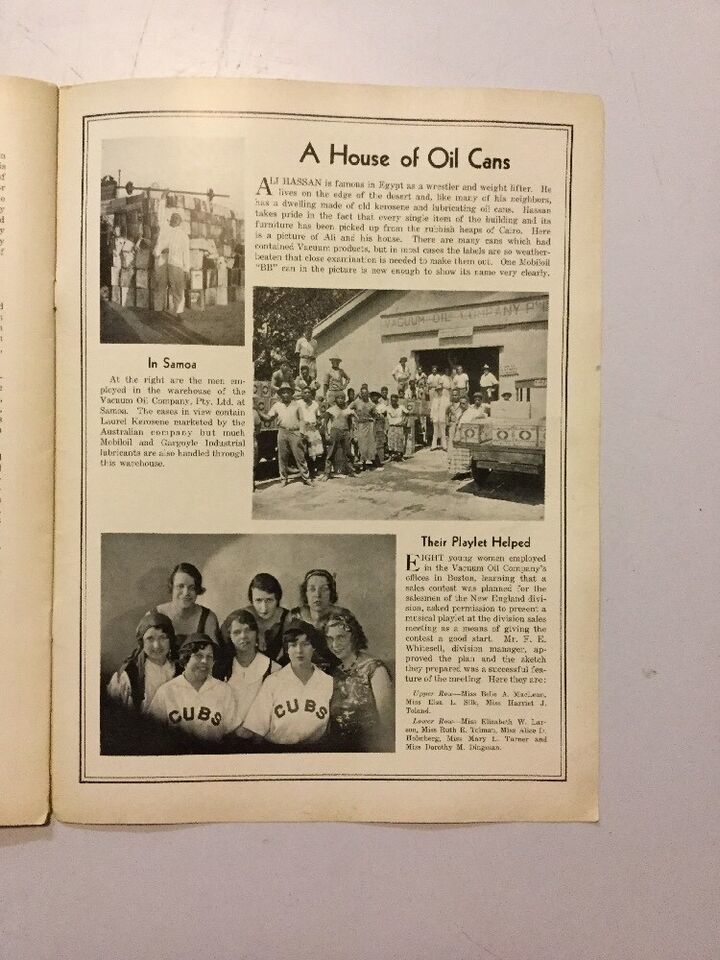 A House of Oil Cans
ALI HASSAN is famous in Egypt as a wrestler and weight lifter. He
lives on the edge of the desert and, like many of his neighbors,
has a dwelling made of old kerosene and lubricating oil cans. Hassan
takes pride in the fact that every single item of the building and its
furniture has been picked up from the rubbish heaps of Cairo. Here
is a picture of Ali and his house. There are many cans which had
contained Vacuum products, but in most cases the labels are so weather-
beaten that close examination is needed to make them out. One Mobiloil
"BB" can in the picture is new enough to show its name very clearly.
VACUUM OIL COMPANY PTY
In Samoa
At the right are the men em-
ployed in the warehouse of the
Vacuum Oil Company, Pty. Ltd. at
Samoa. The cases in view contain
Laurel Kerosene marketed by the
Australian company but much
Mobiloil and Gargoyle Industrial
lubricants are also handled through
this warehouse.
CUBS
CUBS
Their Playlet Helped
EIGHT young women employed
in the Vacuum Oil Company's
offices in Boston, learning that a
sales contest was planned for the
salesmen of the New England divi-
sion, asked permission to present a
musical playlet at the division sales
meeting as a means of giving the
contest a good start. Mr. F. E.
Whitesell, division manager, ap-
proved the plan and the sketch
they prepared was a successful fea-
ture of the meeting. Here they are:
Upper Row—Miss Belle A. MacLean,
Miss Elsa L. Silk, Miss Harriet J.
Toland.
Lower Row—Miss Elizabeth W. Lar-
son, Miss Ruth E. Tolman, Miss Alice D.
Holmberg, Miss Mary L. Turner and
Miss Dorothy M. Dingman.